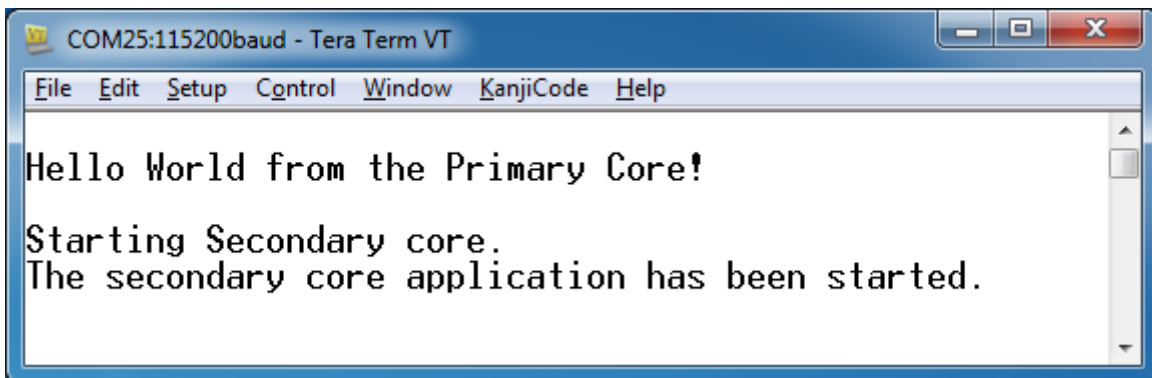 COM25:115200baud - Tera Term VT
File Edit Setup Control Window KanjiCode Help
Hello World from the Primary Core!
Starting Secondary core.
The secondary core application has been started.